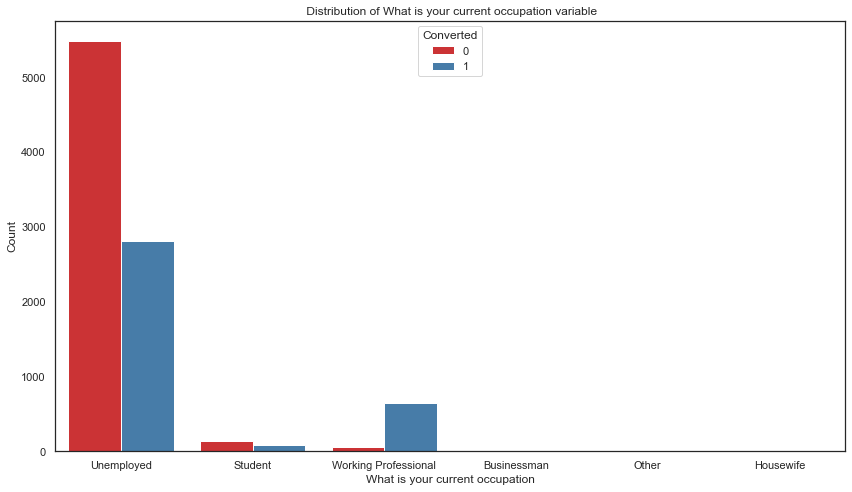 Distribution of What is your current occupation variable
Converted
0
1
5000
4000
3000
2000
1000
0
Count
Unemployed Student Working Professional Businessman Other Housewife
What is your current occupation